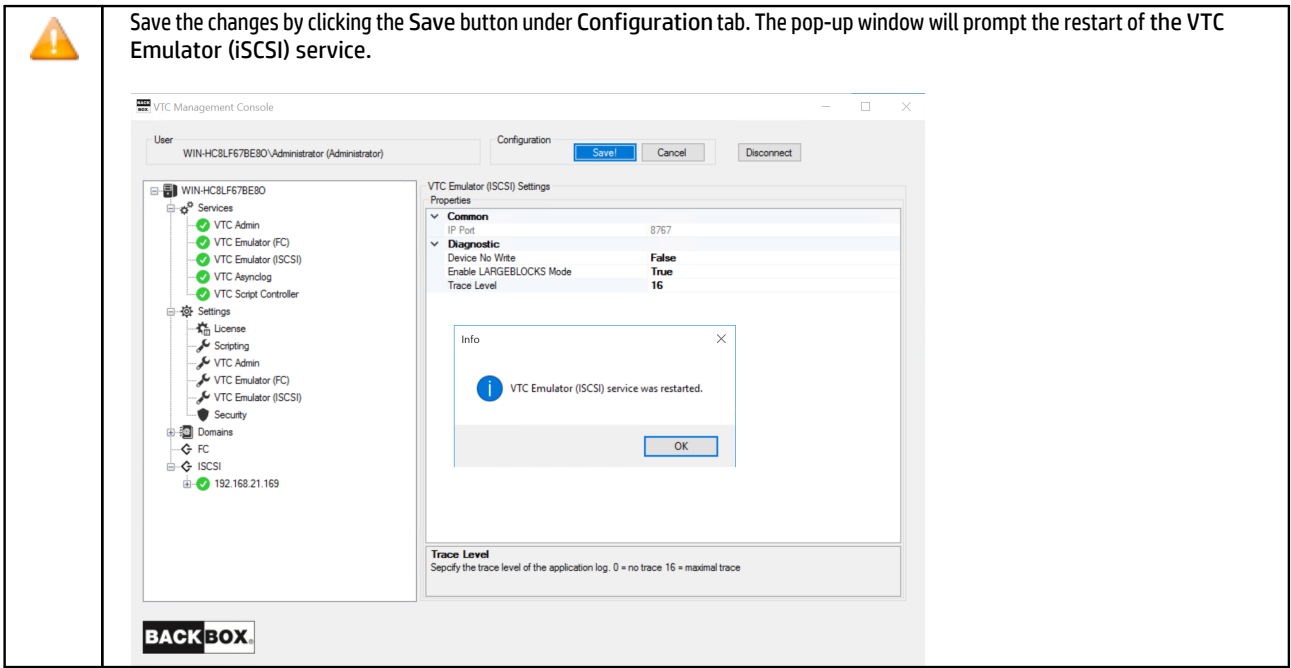 Save the changes by clicking the Save button under Configuration tab. The pop-up window will prompt the restart of the VTC
Emulator (iSCSI) service.
BACK
BOX
VTC Management Console
User
WIN-HC8LF67BE8O\Administrator (Administrator)
Configuration
Save!
Cancel
Disconnect
WIN-HC8LF67BE8O
Services
VTC Admin
VTC Emulator (FC)
VTC Emulator (ISCSI)
VTC Asynclog
VTC Script Controller
Settings
License
Scripting
VTC Admin
VTC Emulator (FC)
VTC Emulator (ISCSI)
Security
Domains
FC
ISCSI
192.168.21.169
VTC Emulator (ISCSI) Settings
Properties
Common
IP Port 8767
Diagnostic
Device No Write False
Enable LARGEBLOCKS Mode True
Trace Level 16
Info
VTC Emulator (ISCSI) service was restarted.
OK
Trace Level
Sepcify the trace level of the application log. 0 = no trace 16 = maximal trace
BACKBOX®